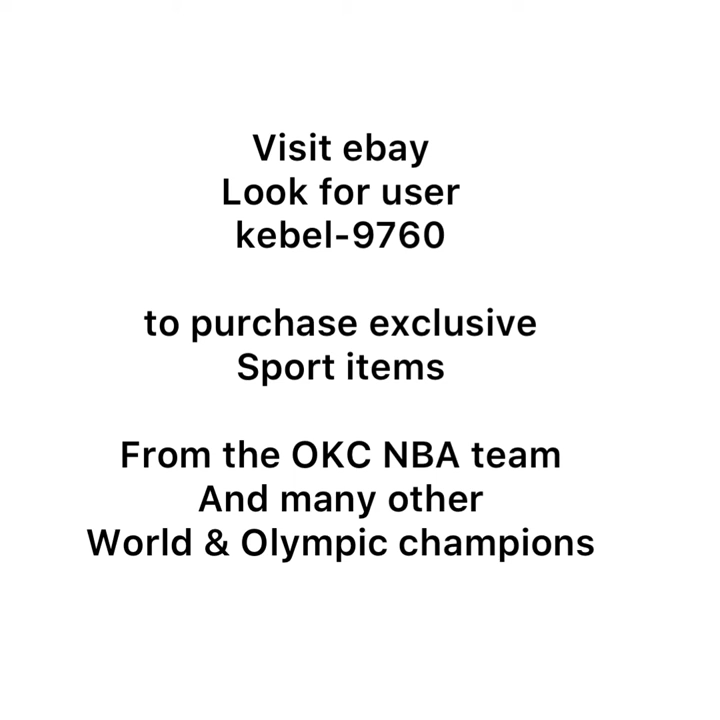 Visit ebay
Look for user
kebel-9760
to purchase exclusive
Sport items
From the OKC NBA team
And many other
World & Olympic champions